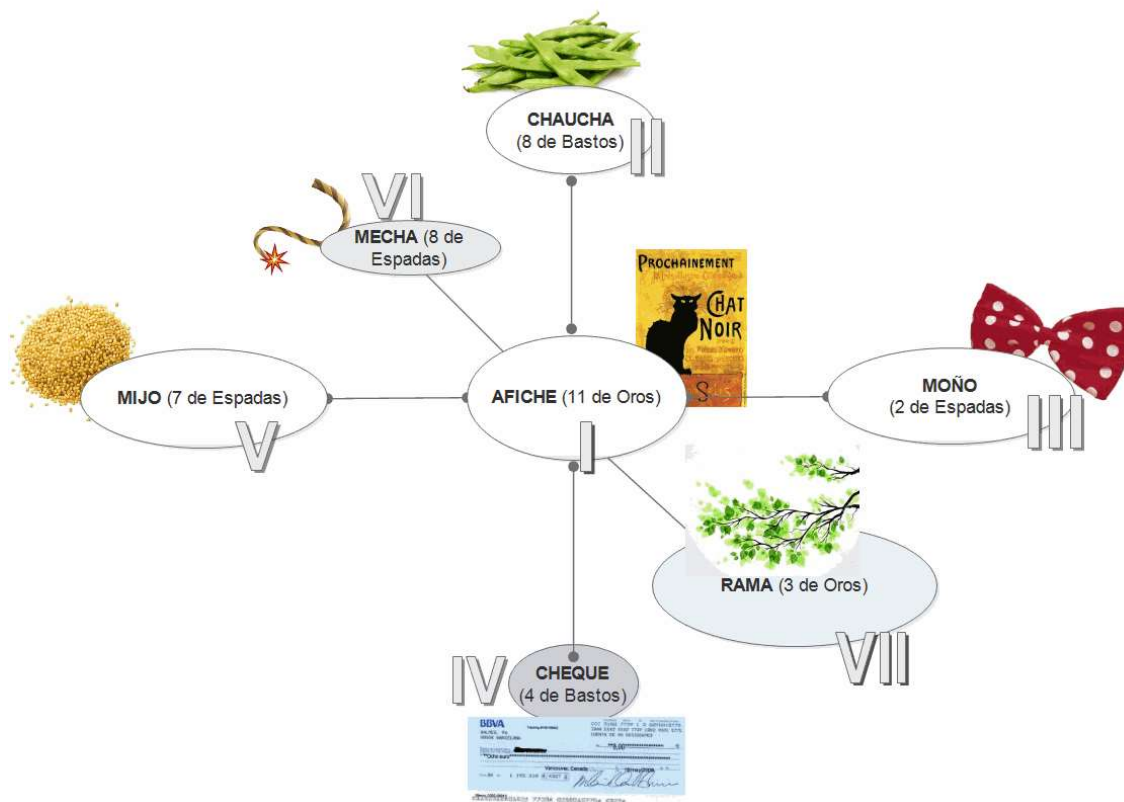 CHAUCHA
(8 de Bastos)
II
VI
MECHA (8 de
Espadas)
PROCHAINEMENT
CHAT
NOIR
MIJO (7 de Espadas)
V
AFICHE (11 de Oros)
I
MOÑO
(2 de Espadas)
III
RAMA (3 de Oros)
VII
IV
CHEQUE
(4 de Bastos)
BBVA